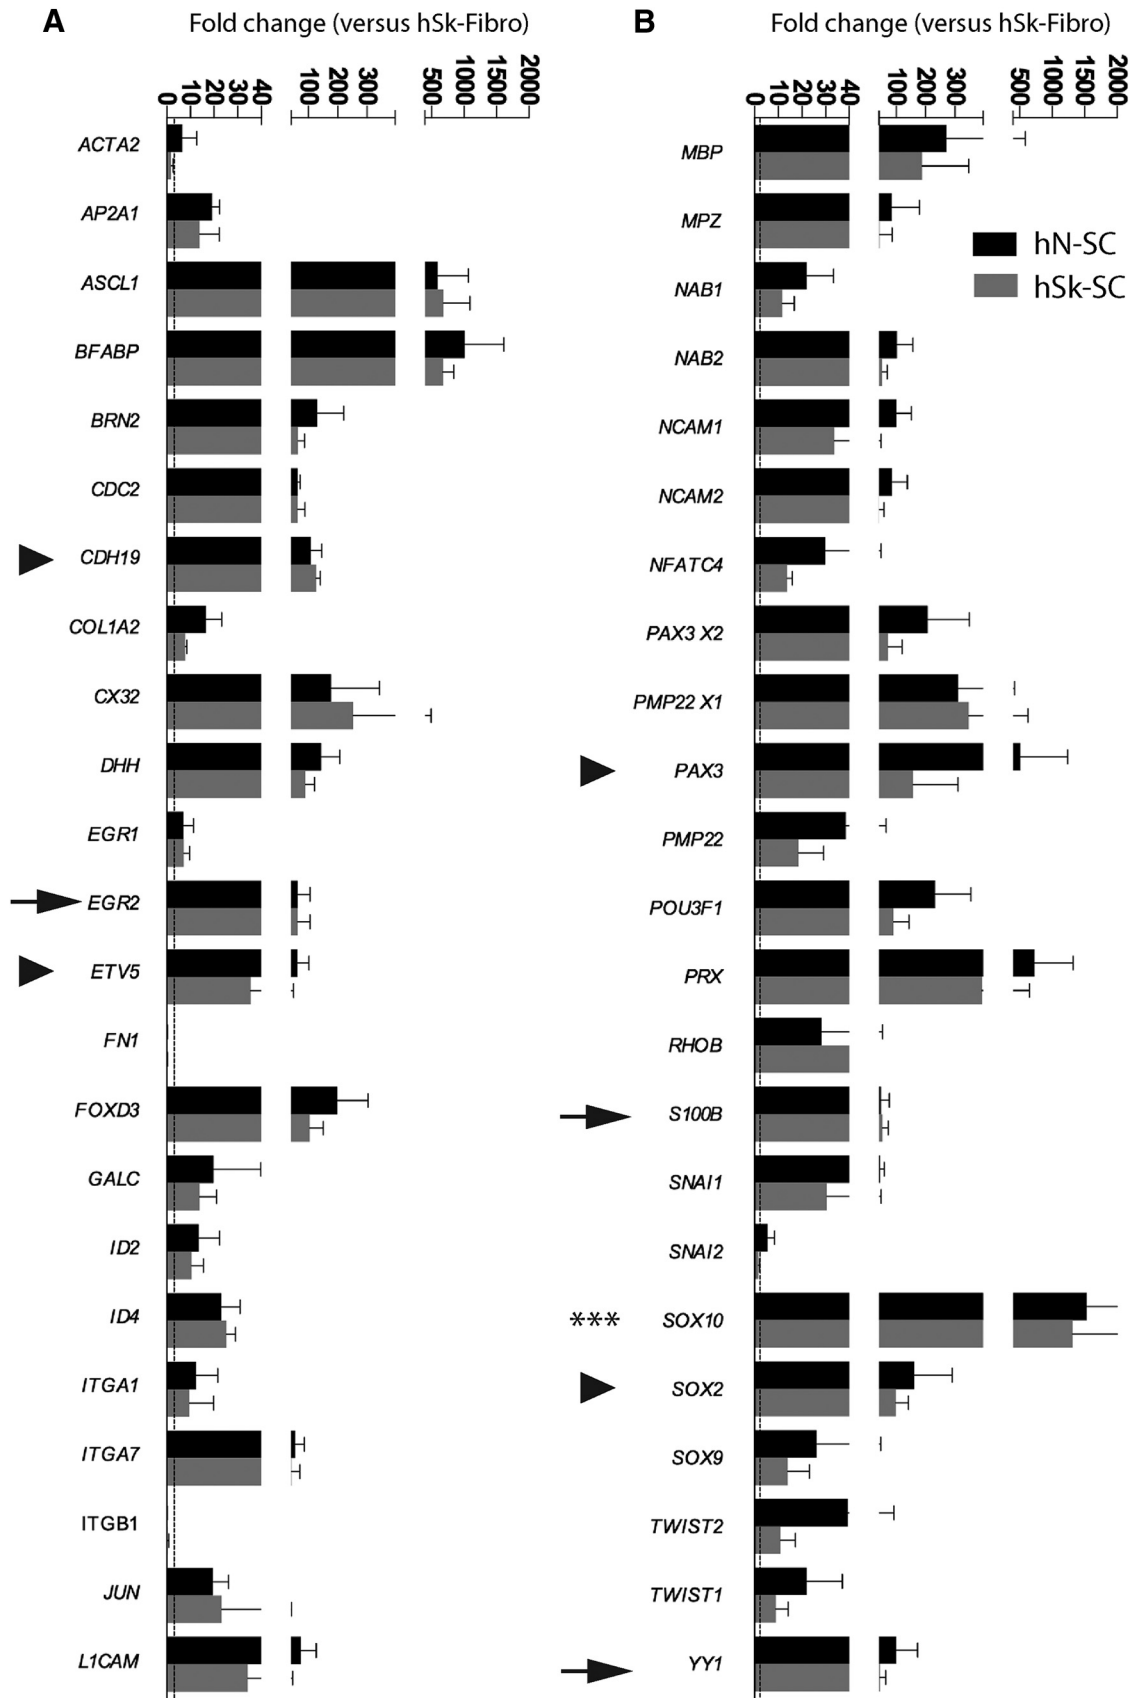 A Fold change (versus hSk-Fibro)
0 10 20 30 40 100 200 300 500 1000 1500 2000
ACTA2
AP2A1
ASCL1
BFABP
BRN2
CDC2
CDH19
COL1A2
CX32
DHH
EGR1
EGR2
ETV5
FN1
FOXD3
GALC
ID2
ID4
ITGA1
ITGA7
ITGB1
JUN
L1CAM
B Fold change (versus hSk-Fibro)
0 10 20 30 40 100 200 300 500 1000 1500 2000
hN-SC
hSk-SC
MBP
MPZ
NAB1
NAB2
NCAM1
NCAM2
NFATC4
PAX3 X2
PMP22 X1
PAX3
PMP22
POU3F1
PRX
RHOB
S100B
SNAI1
SNAI2
*** SOX10
SOX2
SOX9
TWIST2
TWIST1
YY1